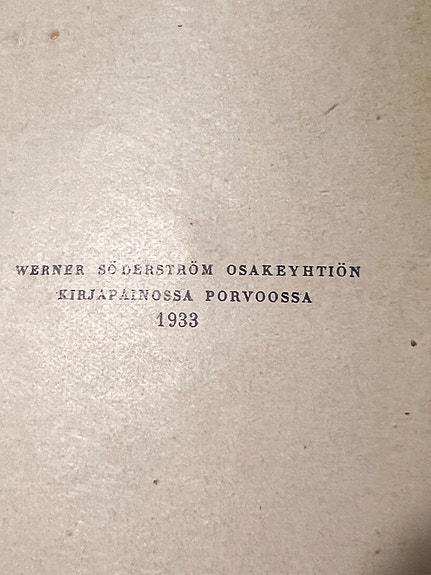 WERNER SÖDERSTRÖM OSAKEYHTIÖN
KIRJAPAINOSSA PORVOOSSA
1933